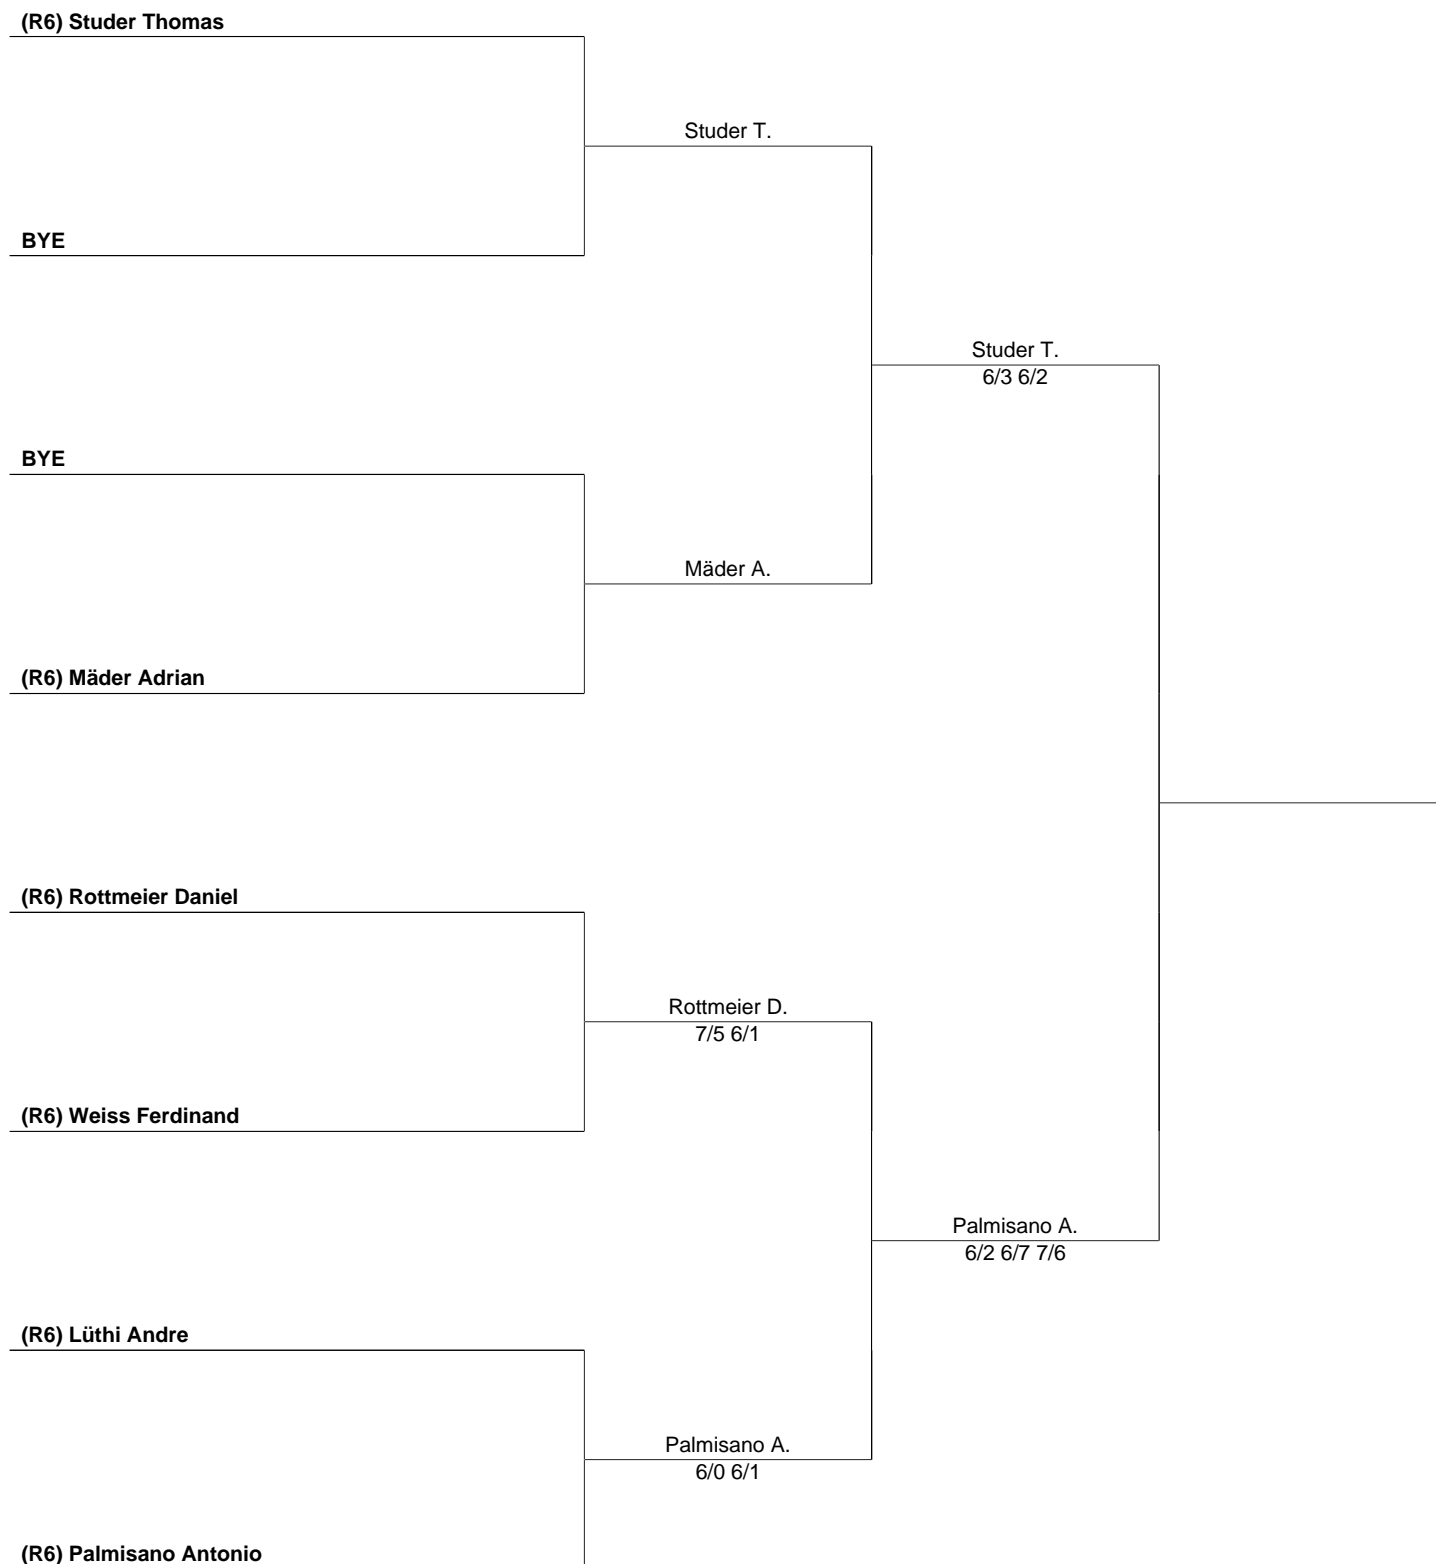 (R6) Studer Thomas
Studer T.
BYE
Studer T.
6/3 6/2
BYE
Mäder A.
(R6) Mäder Adrian
(R6) Rottmeier Daniel
Rottmeier D.
7/5 6/1
(R6) Weiss Ferdinand
Palmisano A.
6/2 6/7 7/6
(R6) Lüthi Andre
Palmisano A.
6/0 6/1
(R6) Palmisano Antonio